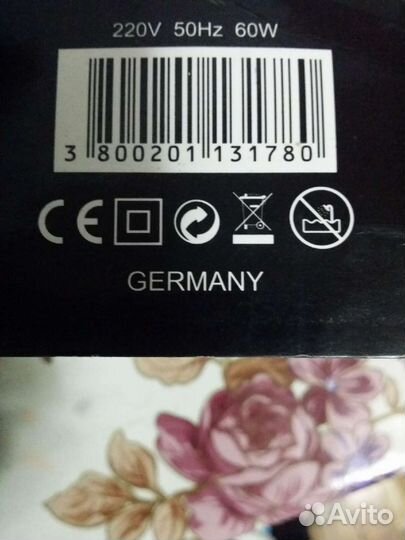 220V 50Hz 60W
3 800201 131780
CE
GERMANY
Avito